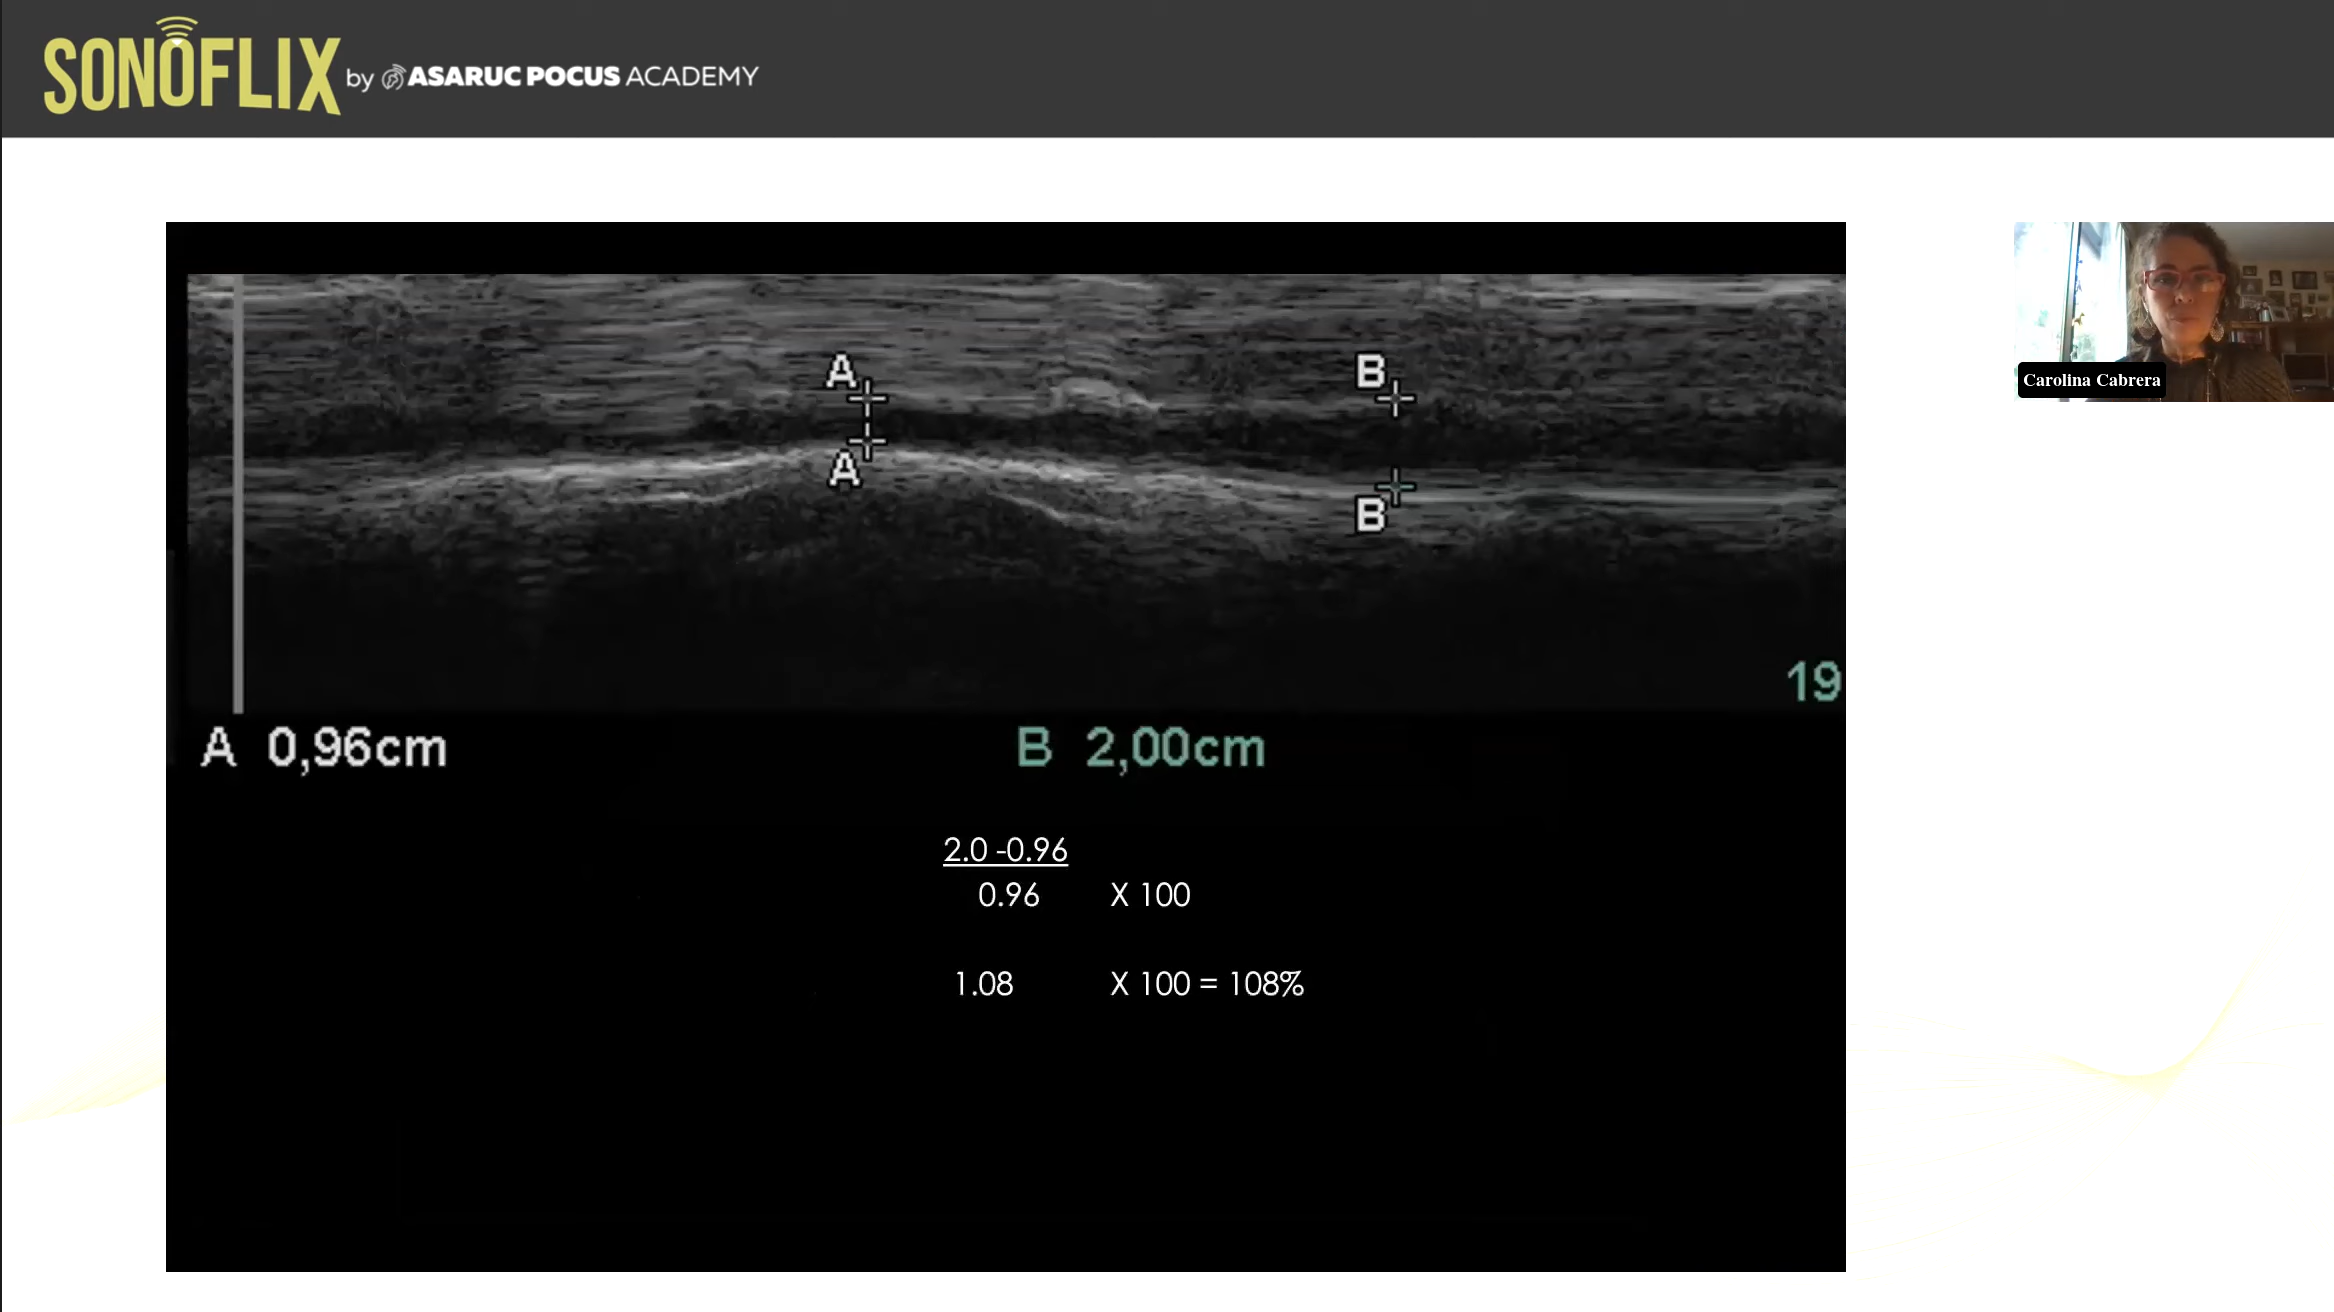 SONOFLIX by ASARUC POCUS ACADEMY
Carolina Cabrera
A B
A
B
19
A 0,96cm B 2,00cm
2.0 -0.96
0.96 X 100
1.08 X 100 = 108%